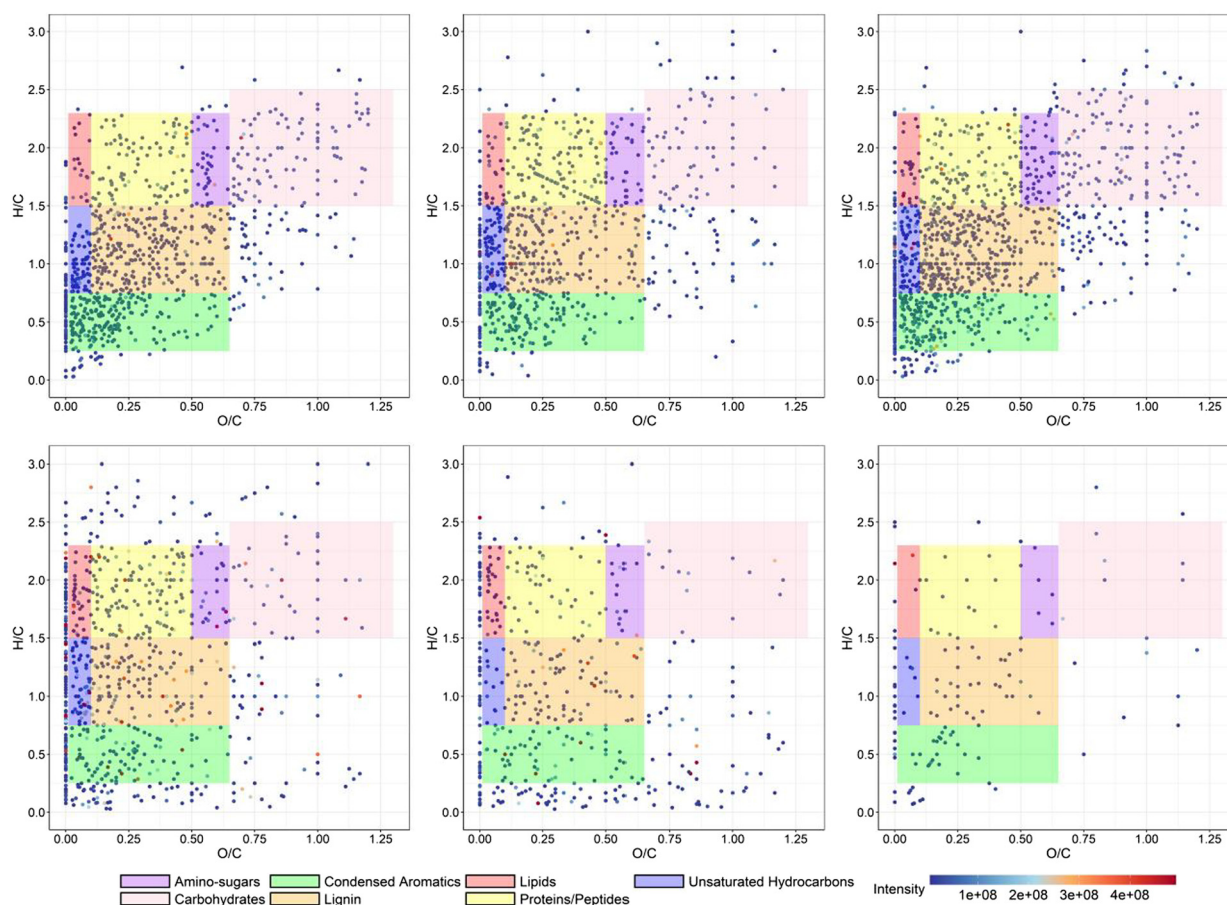 3.0 3.0 3.0
2.5 2.5 2.5
2.0 2.0 2.0
H/C H/C H/C
1.5 1.5 1.5
1.0 1.0 1.0
0.5 0.5 0.5
0.0 0.0 0.0
0.00 0.25 0.50 0.75 1.00 1.25 0.00 0.25 0.50 0.75 1.00 1.25 0.00 0.25 0.50 0.75 1.00 1.25
O/C O/C O/C
3.0 3.0 3.0
2.5 2.5 2.5
2.0 2.0 2.0
H/C H/C H/C
1.5 1.5 1.5
1.0 1.0 1.0
0.5 0.5 0.5
0.0 0.0 0.0
0.00 0.25 0.50 0.75 1.00 1.25 0.00 0.25 0.50 0.75 1.00 1.25 0.00 0.25 0.50 0.75 1.00 1.25
O/C O/C O/C
Amino-sugars Condensed Aromatics Lipids Unsaturated Hydrocarbons
Carbohydrates Lignin Proteins/Peptides
Intensity 1e+08 2e+08 3e+08 4e+08